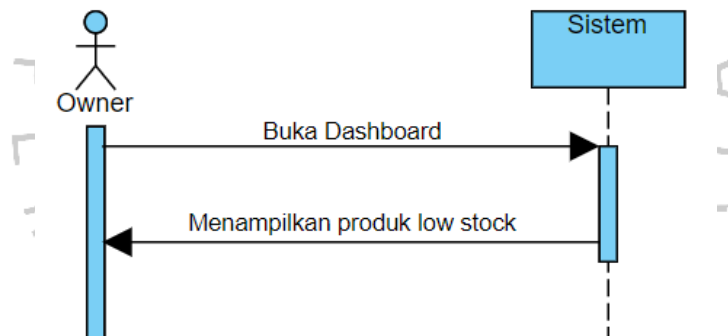 Sistem
Owner
Buka Dashboard
Menampilkan produk low stock